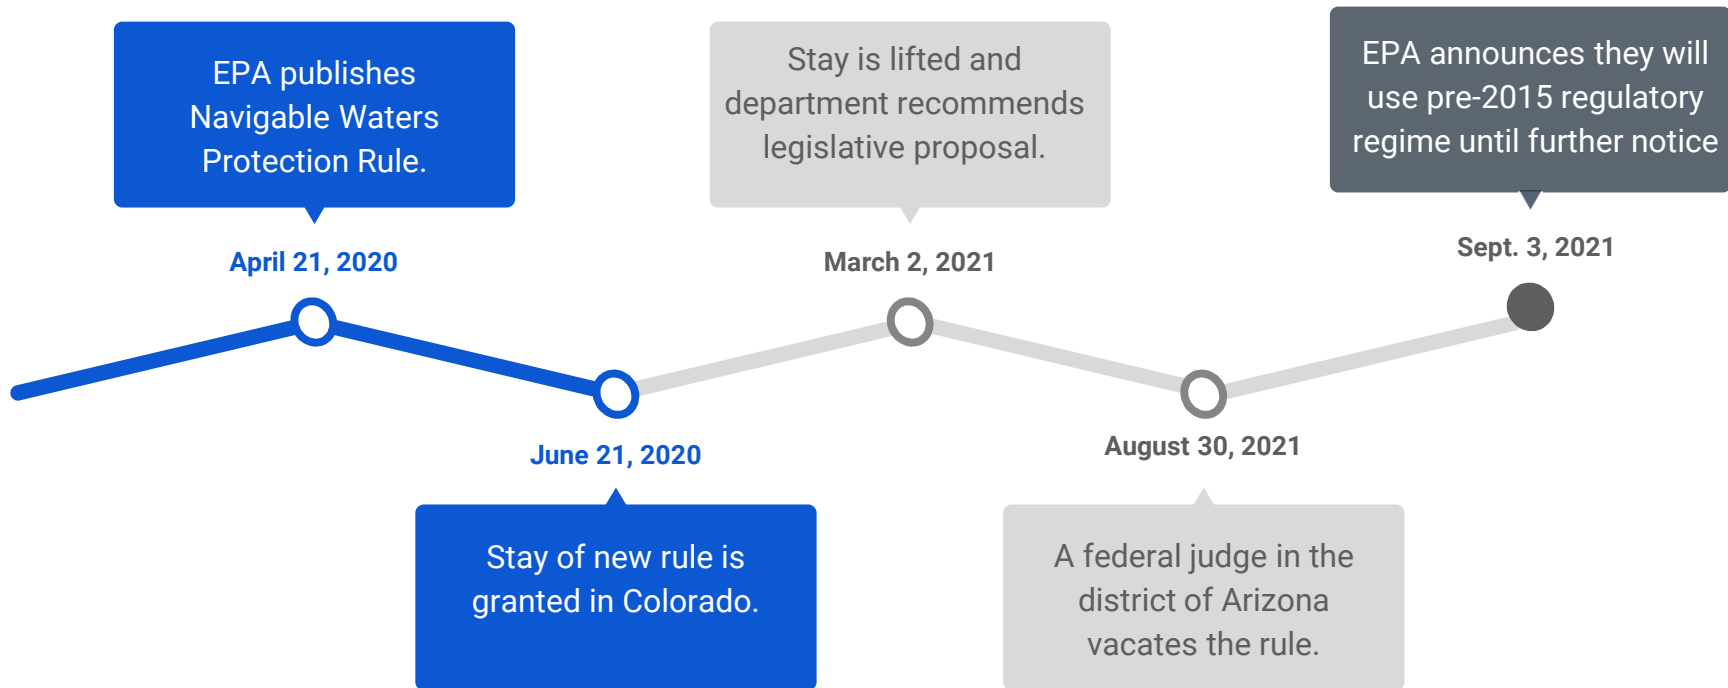 EPA publishes
Navigable Waters
Protection Rule.
April 21, 2020
June 21, 2020
Stay of new rule is
granted in Colorado.
Stay is lifted and
department recommends
legislative proposal.
March 2, 2021
August 30, 2021
A federal judge in the
district of Arizona
vacates the rule.
EPA announces they will
use pre-2015 regulatory
regime until further notice
Sept. 3, 2021